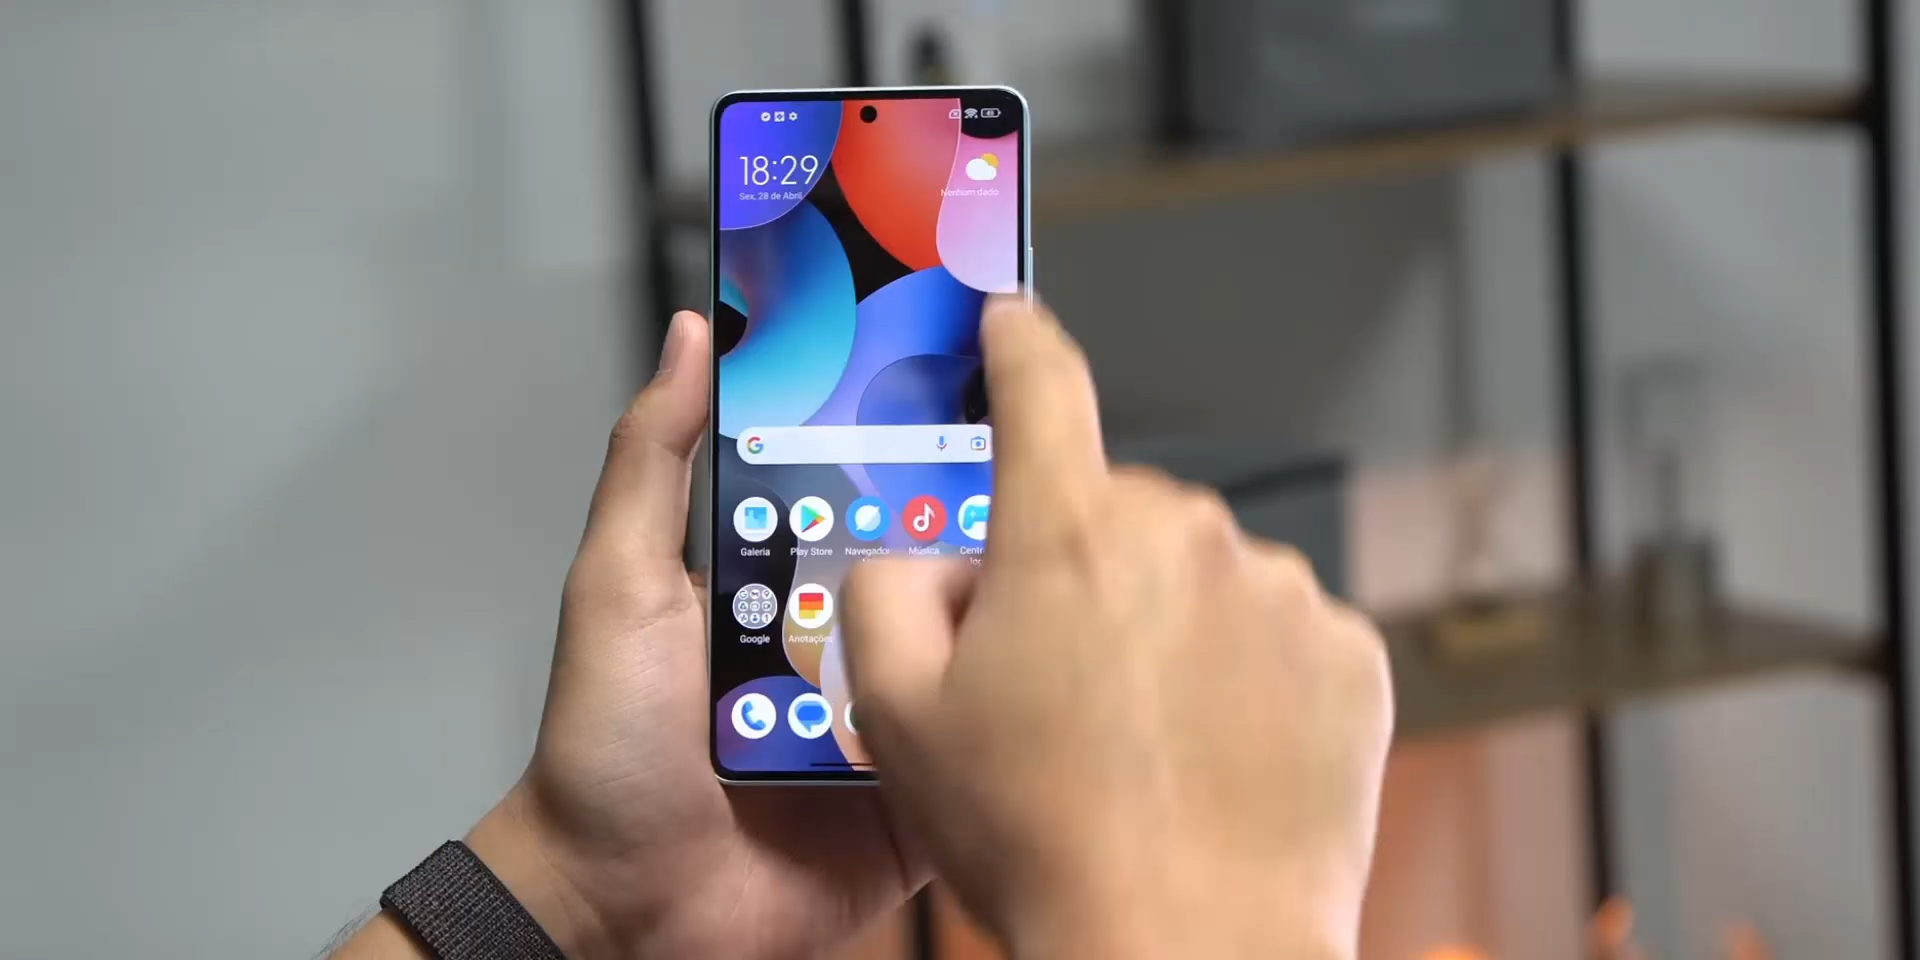 18:29
Sex, 28 de Abril
Nenhum dado
Galeria
Play Store
Navegador
Música
Google
Anotações